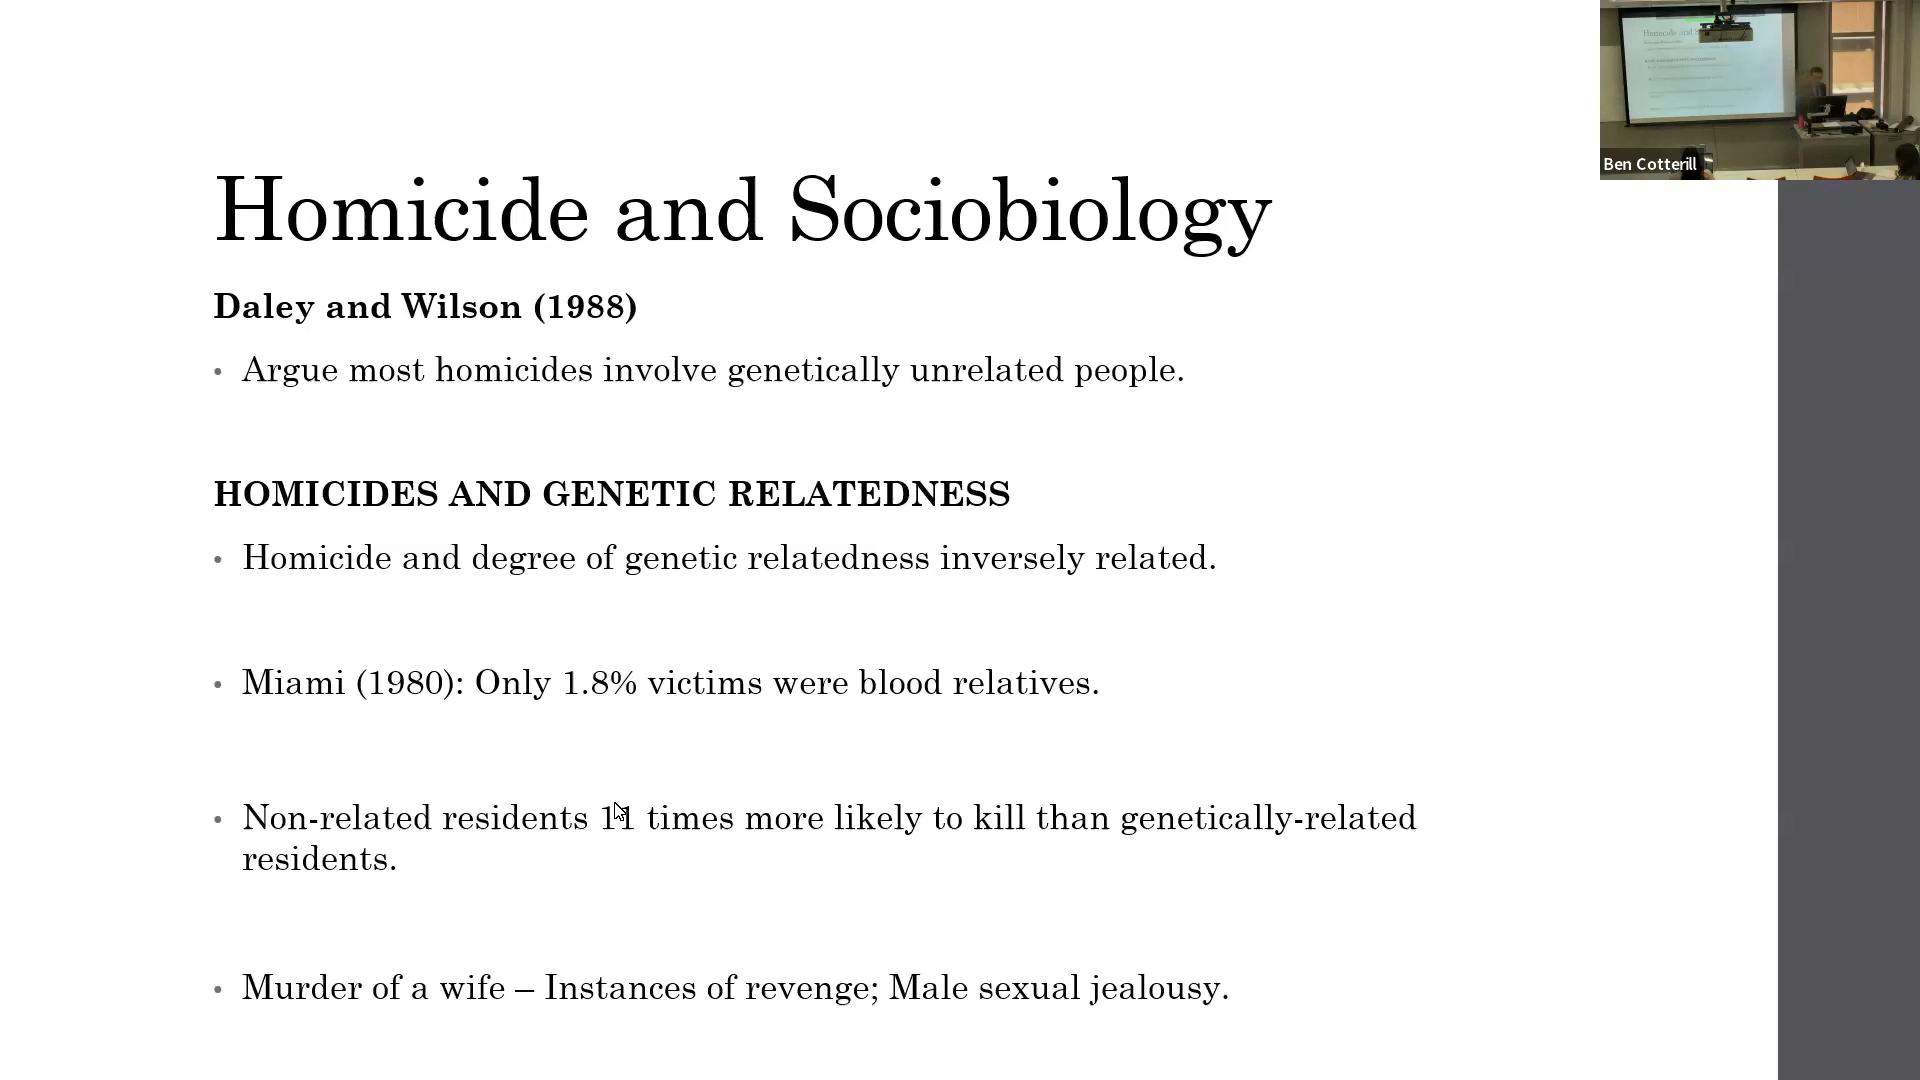 Homicide and Sociobiology
Daley and Wilson (1988)
• Argue most homicides involve genetically unrelated people.
HOMICIDES AND GENETIC RELATEDNESS
• Homicide and degree of genetic relatedness inversely related.
• Miami (1980): Only 1.8% victims were blood relatives.
• Non-related residents 11 times more likely to kill than genetically-related
residents.
• Murder of a wife – Instances of revenge; Male sexual jealousy.
Ben Cotterill